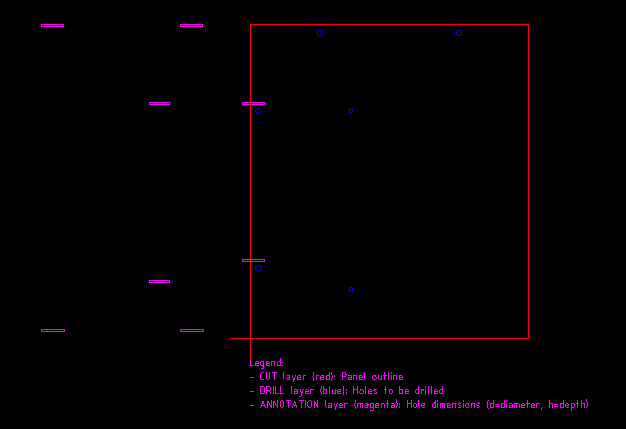 Legend:
- CUT layer (red): Panel outline
- DRILL layer (blue): Holes to be drilled
- ANNOTATION layer (magenta): Hole dimensions (d=diameter, h=depth)